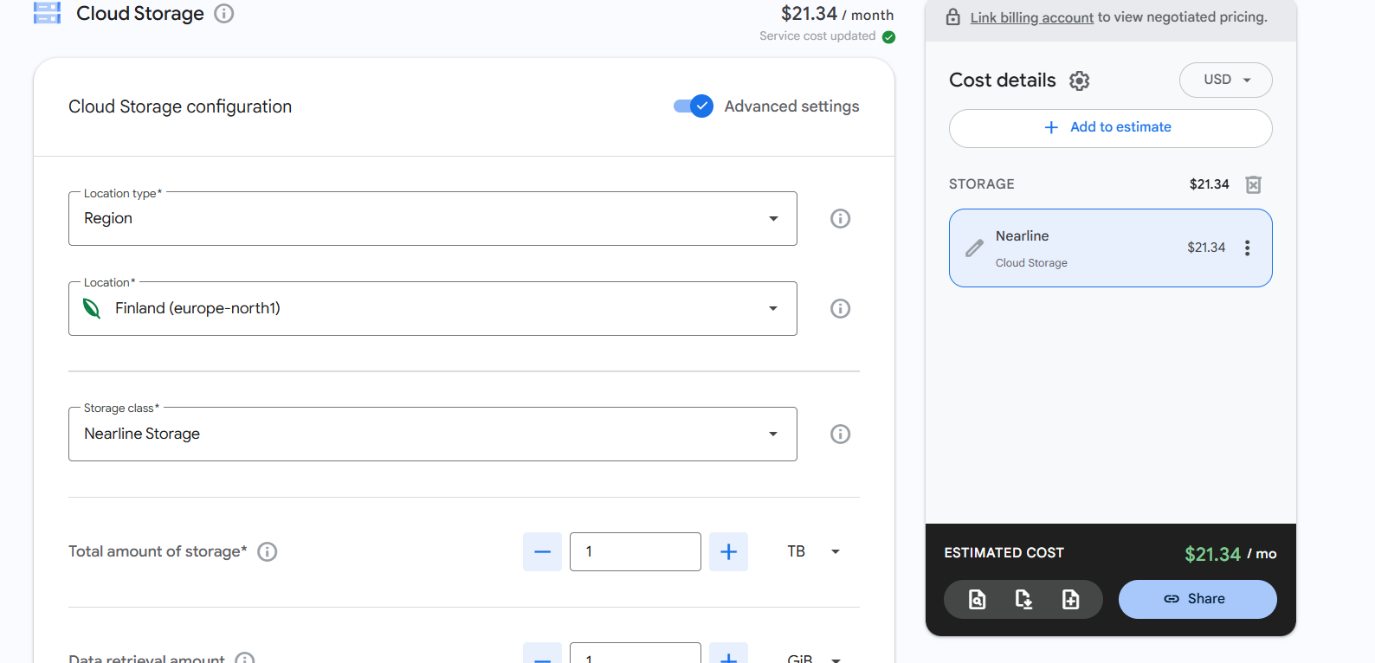 Cloud Storage
$21.34 / month
Service cost updated
Cloud Storage configuration
Advanced settings
Location type*
Region
Location*
Finland (europe-north1)
Storage class*
Nearline Storage
Total amount of storage*
1
TB
Data retrieval amount
1
GiB
Link billing account to view negotiated pricing.
Cost details
USD
+ Add to estimate
STORAGE
$21.34
Nearline
$21.34
Cloud Storage
ESTIMATED COST
$21.34 / mo
Share